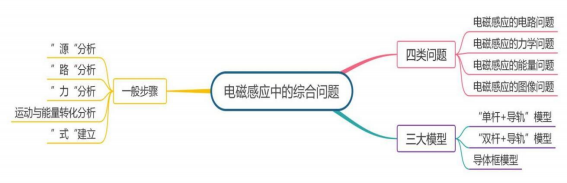 "源"分析
"路"分析
"力"分析
运动与能量转化分析
"式"建立
一般步骤
电磁感应中的综合问题
四类问题
电磁感应的电路问题
电磁感应的力学问题
电磁感应的能量问题
电磁感应的图像问题
三大模型
"单杆+导轨"模型
"双杆+导轨"模型
导体框模型